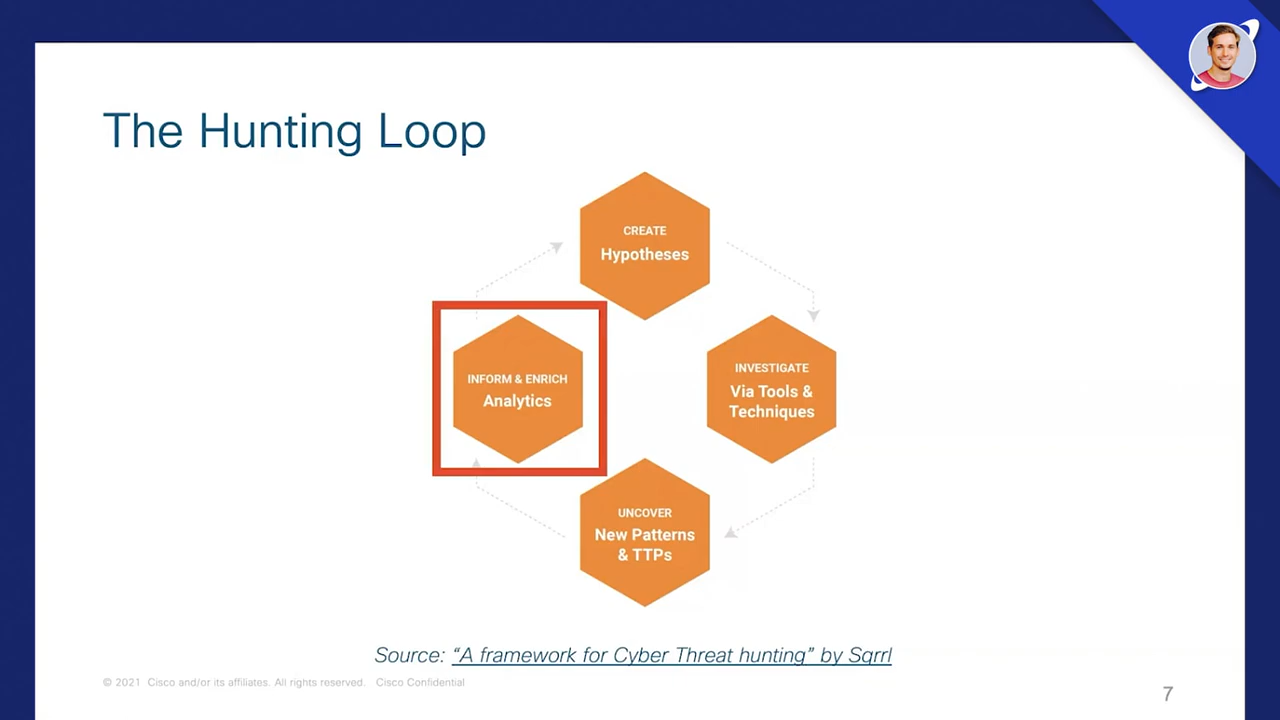 The Hunting Loop
CREATE
Hypotheses
INFORM & ENRICH
Analytics
INVESTIGATE
Via Tools &
Techniques
UNCOVER
New Patterns
& TTPs
Source: “A framework for Cyber Threat hunting” by Sqrrl
© 2021 Cisco and/or its affiliates. All rights reserved. Cisco Confidential
7